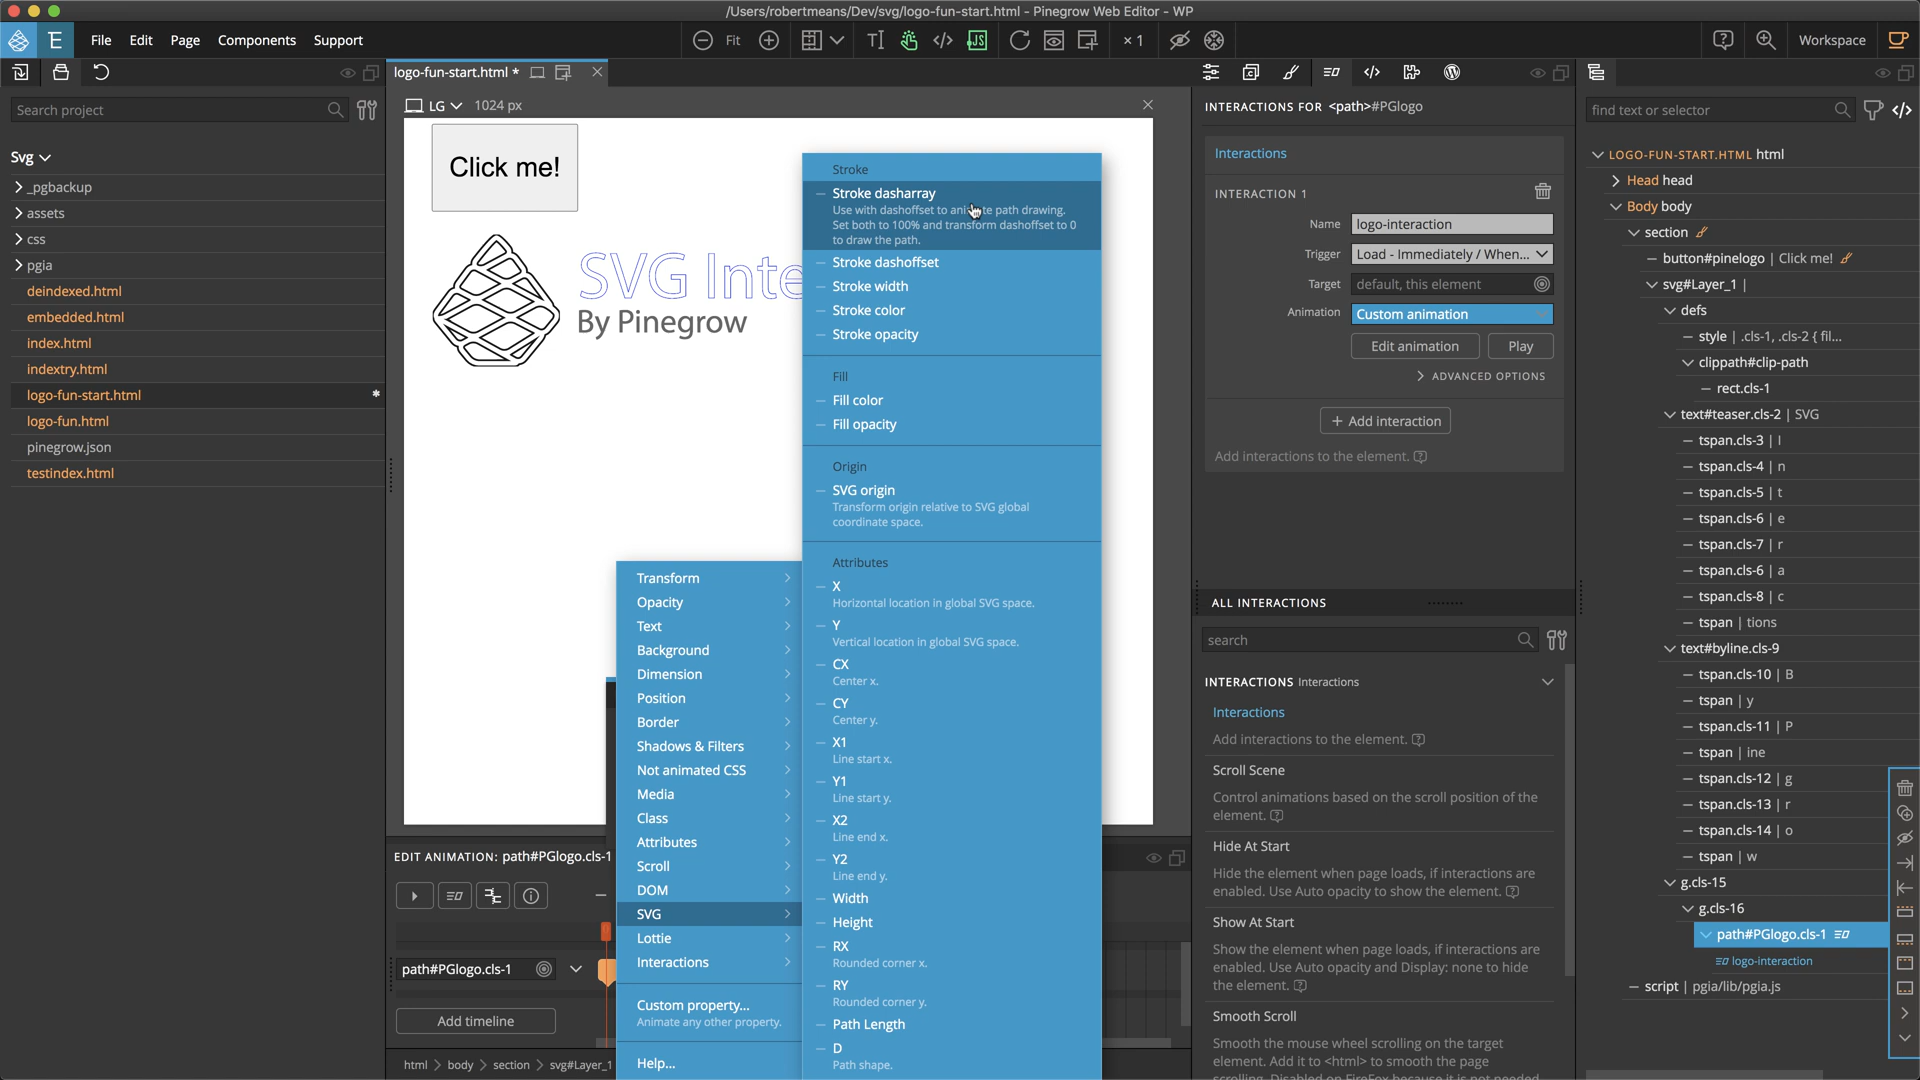 /Users/robertmeans/Dev/svg/logo-fun-start.html - Pinegrow Web Editor - WP
E File Edit Page Components Support
Fit
JS
× 1
Workspace
logo-fun-start.html *
Search project
LG 1024 px
Svg
_pgbackup
assets
css
pgia
deindexed.html
embedded.html
index.html
indextry.html
logo-fun-start.html *
logo-fun.html
pinegrow.json
testindex.html
Click me!
SVG Inte
By Pinegrow
Transform
Opacity
Text
Background
Dimension
Position
Border
Shadows & Filters
Not animated CSS
Media
Class
Attributes
Scroll
DOM
SVG
Lottie
Interactions
Custom property...
Animate any other property.
Help...
Stroke
Stroke dasharray
Use with dashoffset to animate path drawing.
Set both to 100% and transform dashoffset to 0
to draw the path.
Stroke dashoffset
Stroke width
Stroke color
Stroke opacity
Fill
Fill color
Fill opacity
Origin
SVG origin
Transform origin relative to SVG global
coordinate space.
Attributes
X
Horizontal location in global SVG space.
Y
Vertical location in global SVG space.
CX
Center x.
CY
Center y.
X1
Line start x.
Y1
Line start y.
X2
Line end x.
Y2
Line end y.
Width
Height
RX
Rounded corner x.
RY
Rounded corner y.
Path Length
D
Path shape.
EDIT ANIMATION: path#PGlogo.cls-1
path#PGlogo.cls-1
Add timeline
html > body > section > svg#Layer_1
INTERACTIONS FOR <path>#PGlogo
Interactions
INTERACTION 1
Name logo-interaction
Trigger Load - Immediately / When...
Target default, this element
Animation Custom animation
Edit animation Play
ADVANCED OPTIONS
+ Add interaction
Add interactions to the element.
ALL INTERACTIONS
search
INTERACTIONS Interactions
Interactions
Add interactions to the element.
Scroll Scene
Control animations based on the scroll position of the
element.
Hide At Start
Hide the element when page loads, if interactions are
enabled. Use Auto opacity to show the element.
Show At Start
Show the element when page loads, if interactions are
enabled. Use Auto opacity and Display: none to hide
the element.
Smooth Scroll
Smooth the mouse wheel scrolling on the target
element. Add it to <html> to smooth the page
scrolling. Disabled on FireFox because it is not needed
find text or selector
LOGO-FUN-START.HTML html
Head head
Body body
section
button#pinelogo | Click me!
svg#Layer_1 |
defs
style | .cls-1, .cls-2 { fil...
clippath#clip-path
rect.cls-1
text#teaser.cls-2 | SVG
tspan.cls-3 | I
tspan.cls-4 | n
tspan.cls-5 | t
tspan.cls-6 | e
tspan.cls-7 | r
tspan.cls-6 | a
tspan.cls-8 | c
tspan | tions
text#byline.cls-9
tspan.cls-10 | B
tspan | y
tspan.cls-11 | P
tspan | ine
tspan.cls-12 | g
tspan.cls-13 | r
tspan.cls-14 | o
tspan | w
g.cls-15
g.cls-16
path#PGlogo.cls-1
logo-interaction
script | pgia/lib/pgia.js